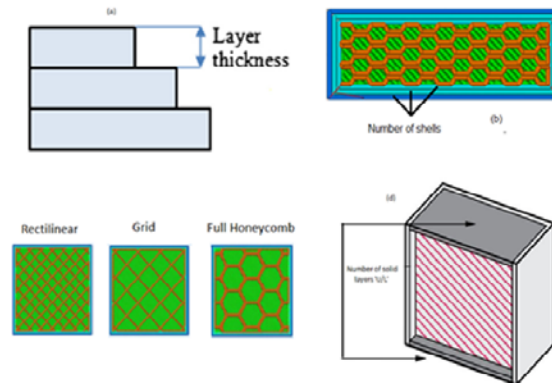 (a)
Layer
thickness
Number of shells
(b)
Rectilinear
Grid
Full Honeycomb
(d)
Number of solid
layers 'U/L'